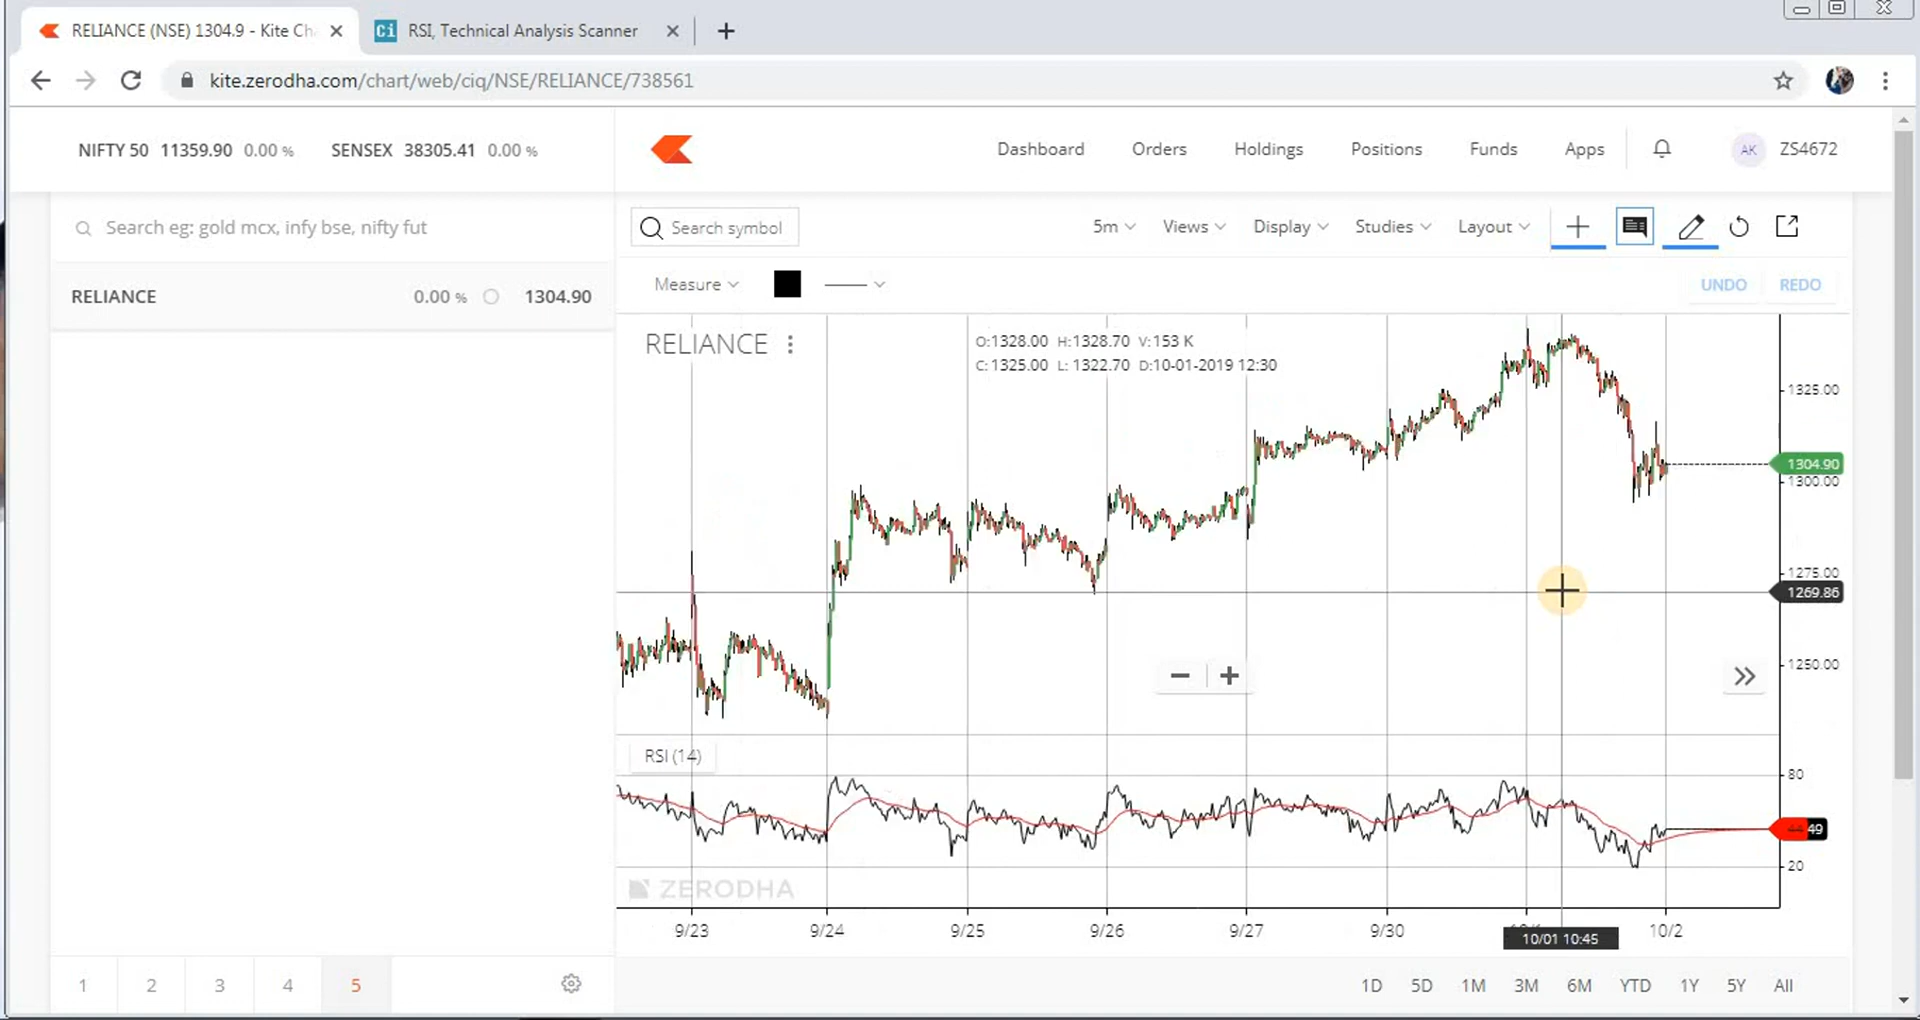 RELIANCE (NSE) 1304.9 - Kite Ch
Ci RSI, Technical Analysis Scanner
kite.zerodha.com/chart/web/ciq/NSE/RELIANCE/738561
NIFTY 50 11359.90 0.00 % SENSEX 38305.41 0.00 %
Dashboard Orders Holdings Positions Funds Apps AK ZS4672
Search eg: gold mcx, infy bse, nifty fut
Search symbol 5m Views Display Studies Layout
RELIANCE 0.00 % 1304.90
Measure UNDO REDO
RELIANCE
O:1328.00 H:1328.70 V:153 K
C:1325.00 L: 1322.70 D:10-01-2019 12:30
1325.00
1304.90
1300.00
1275.00
1269.86
1250.00
RSI (14)
80
49
20
ZERODHA
9/23 9/24 9/25 9/26 9/27 9/30 10/2
10/01 10:45
1 2 3 4 5
1D 5D 1M 3M 6M YTD 1Y 5Y All